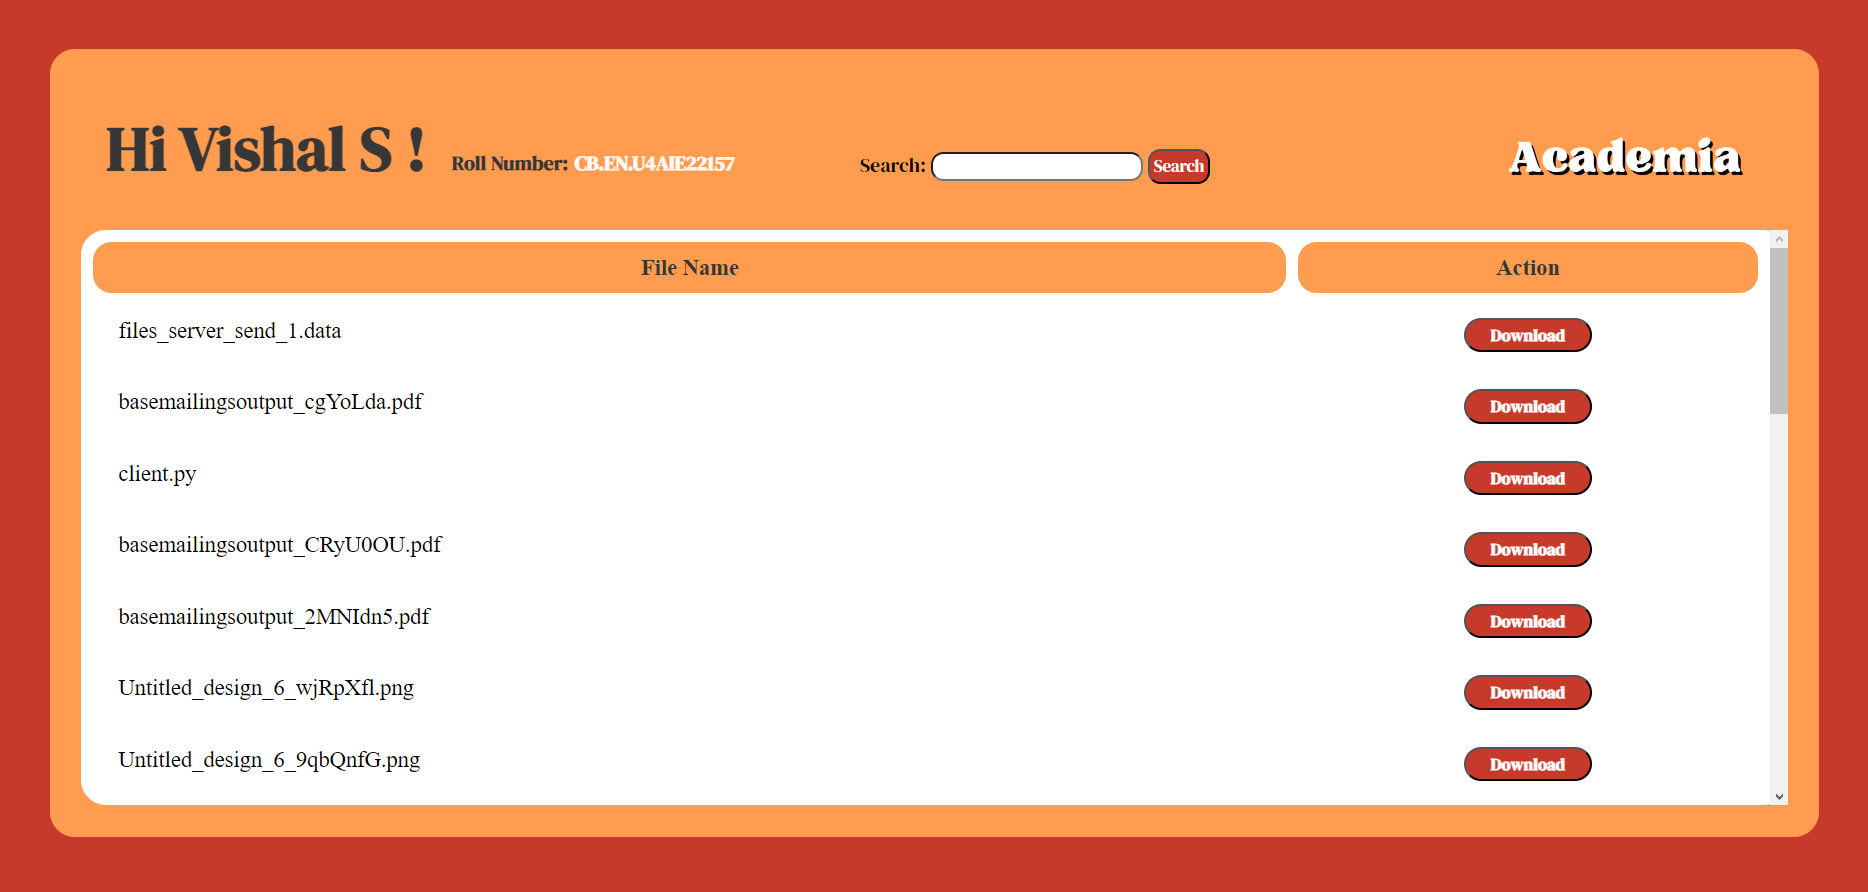 Hi Vishal S !
Roll Number: CB.EN.U4AIE22157
Search: Search
Academia
File Name Action
files_server_send_1.data Download
basemailingsoutput_cgYoLda.pdf Download
client.py Download
basemailingsoutput_CRyU0OU.pdf Download
basemailingsoutput_2MNIdn5.pdf Download
Untitled_design_6_wjRpXfl.png Download
Untitled_design_6_9qbQnfG.png Download